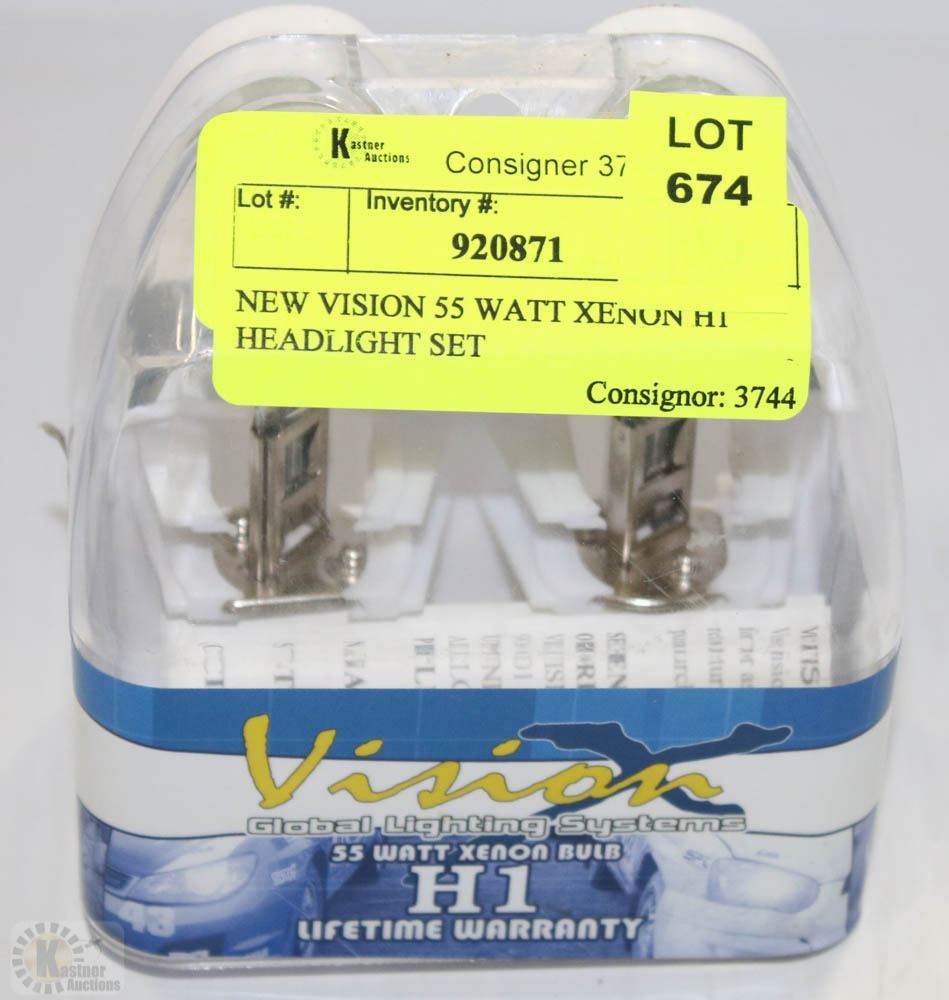 Kastner
Auctions
Consigner 37
LOT
674
Lot #:
Inventory #:
920871
NEW VISION 55 WATT XENON H1
HEADLIGHT SET
Consignor: 3744
Vision X
Global Lighting Systems
55 WATT XENON BULB
H1
LIFETIME WARRANTY
43
Kastner
Auctions